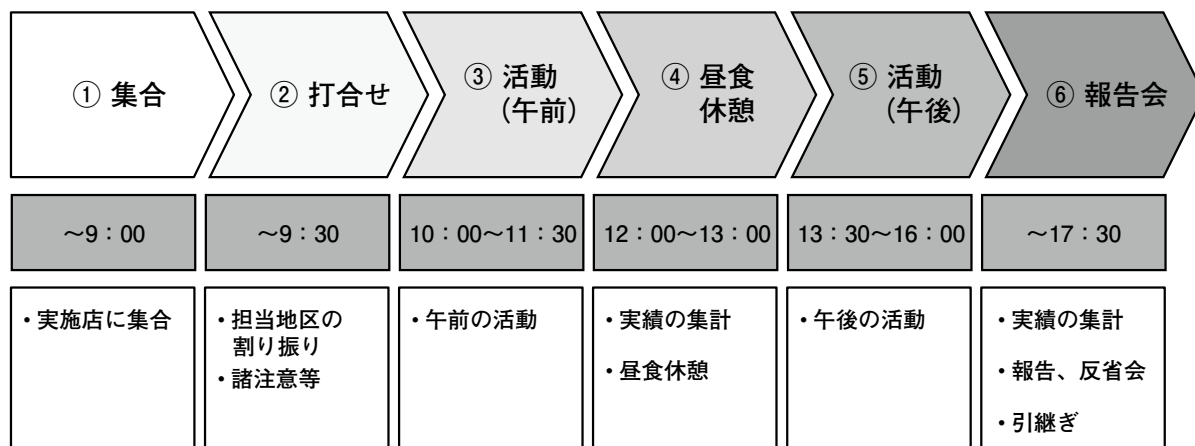 ① 集合
② 打合せ
③ 活動
(午前)
④ 昼食
休憩
⑤ 活動
(午後)
⑥ 報告会
～9：00
～9：30
10：00～11：30
12：00～13：00
13：30～16：00
～17：30
・実施店に集合
・担当地区の
割り振り
・諸注意等
・午前の活動
・実績の集計
・昼食休憩
・午後の活動
・実績の集計
・報告、反省会
・引継ぎ